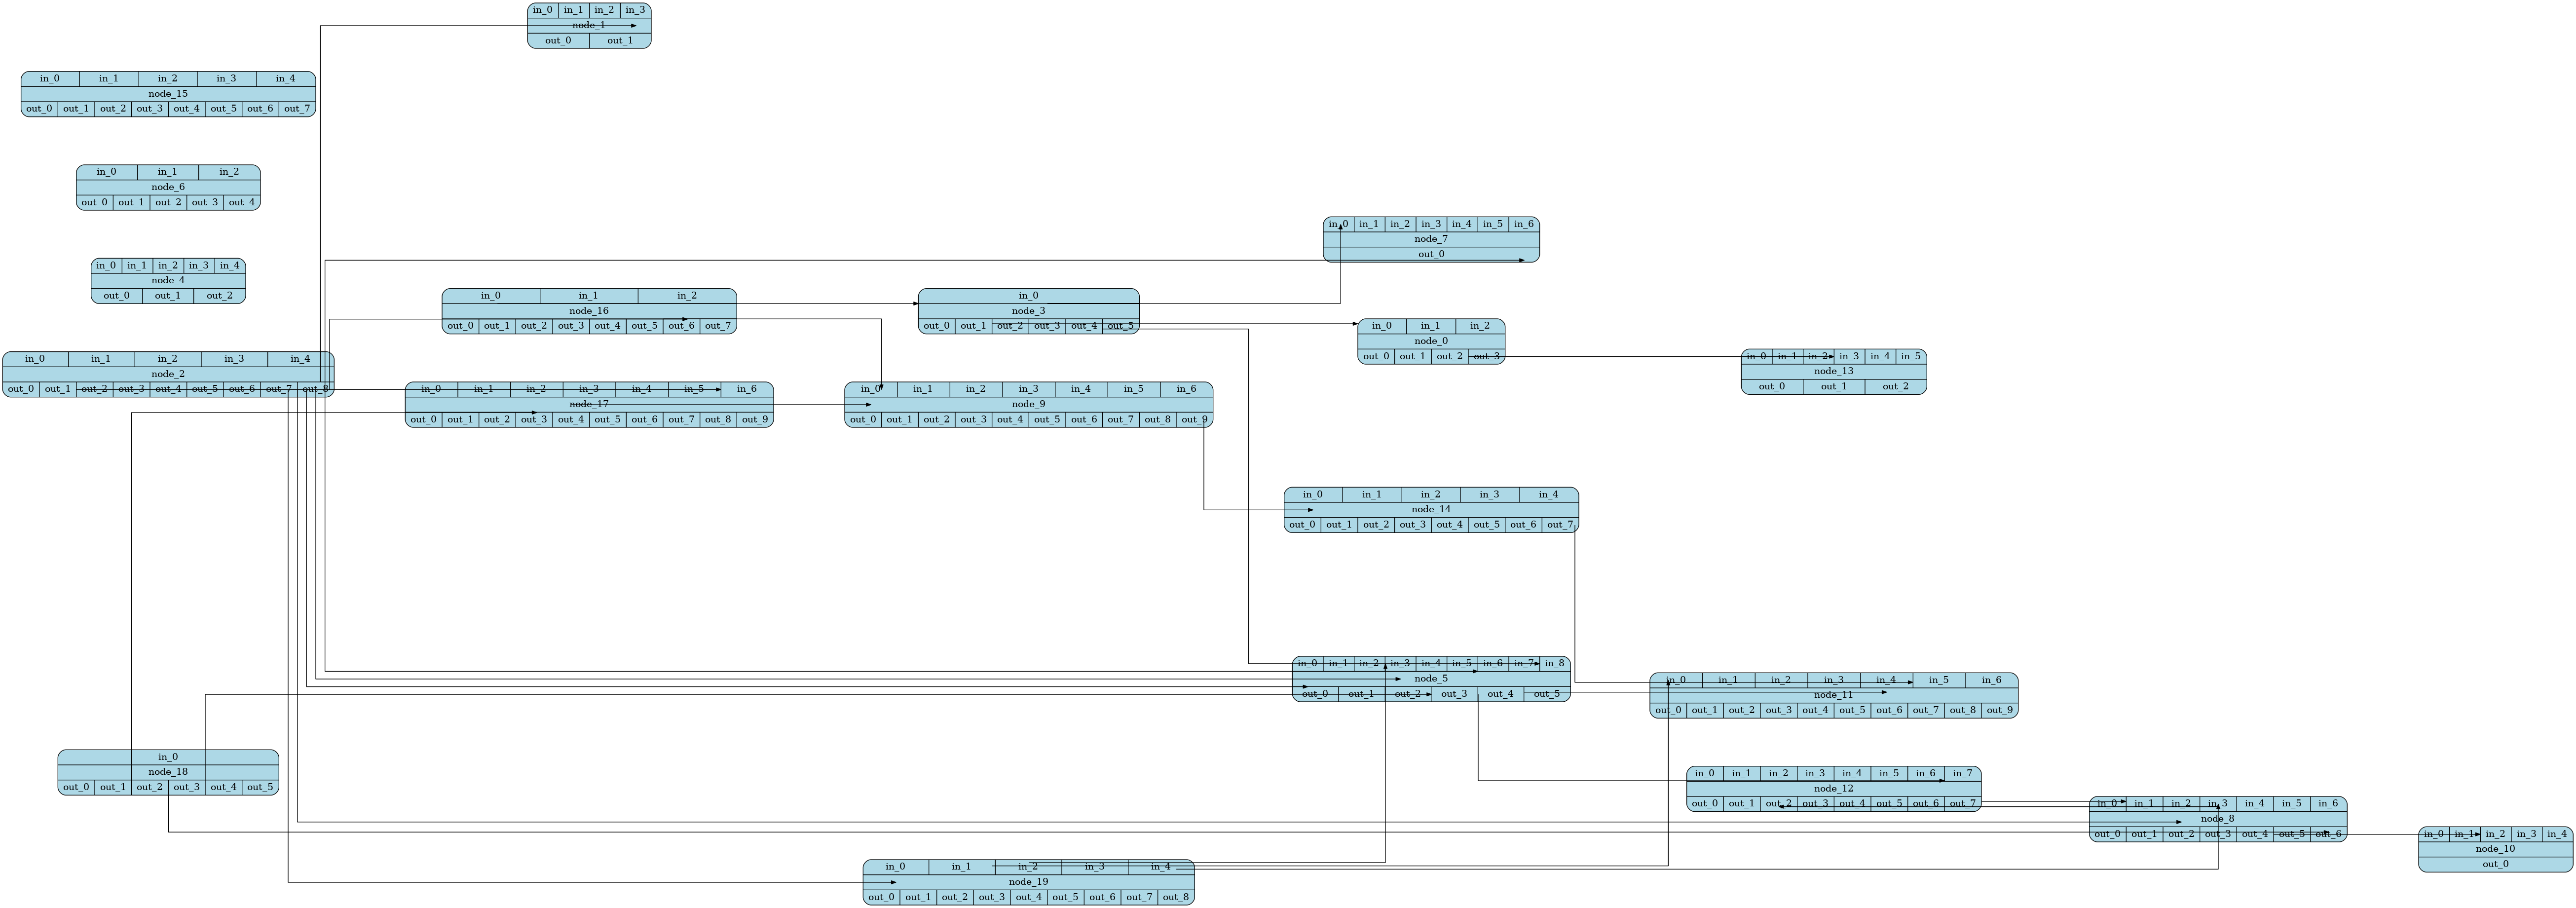 in_0 in_1 in_2 in_3
node_1
out_0 out_1
in_0 in_1 in_2 in_3 in_4
node_15
out_0 out_1 out_2 out_3 out_4 out_5 out_6 out_7
in_0 in_1 in_2
node_6
out_0 out_1 out_2 out_3 out_4
in_0 in_1 in_2 in_3 in_4 in_5 in_6
node_7
out_0
in_0 in_1 in_2 in_3 in_4
node_4
out_0 out_1 out_2
in_0 in_1 in_2
node_16
out_0 out_1 out_2 out_3 out_4 out_5 out_6 out_7
in_0
node_3
out_0 out_1 out_2 out_3 out_4 out_5
in_0 in_1 in_2
node_0
out_0 out_1 out_2 out_3
in_0 in_1 in_2 in_3 in_4 in_5
node_13
out_0 out_1 out_2
in_0 in_1 in_2 in_3 in_4
node_2
out_0 out_1 out_2 out_3 out_4 out_5 out_6 out_7 out_8
in_0 in_1 in_2 in_3 in_4 in_5 in_6
node_17
out_0 out_1 out_2 out_3 out_4 out_5 out_6 out_7 out_8 out_9
in_0 in_1 in_2 in_3 in_4 in_5 in_6
node_9
out_0 out_1 out_2 out_3 out_4 out_5 out_6 out_7 out_8 out_9
in_0 in_1 in_2 in_3 in_4
node_14
out_0 out_1 out_2 out_3 out_4 out_5 out_6 out_7
in_0 in_1 in_2 in_3 in_4 in_5 in_6 in_7 in_8
node_5
out_0 out_1 out_2 out_3 out_4 out_5
in_0 in_1 in_2 in_3 in_4 in_5 in_6
node_11
out_0 out_1 out_2 out_3 out_4 out_5 out_6 out_7 out_8 out_9
in_0
node_18
out_0 out_1 out_2 out_3 out_4 out_5
in_0 in_1 in_2 in_3 in_4 in_5 in_6 in_7
node_12
out_0 out_1 out_2 out_3 out_4 out_5 out_6 out_7
in_0 in_1 in_2 in_3 in_4 in_5 in_6
node_8
out_0 out_1 out_2 out_3 out_4 out_5 out_6
in_0 in_1 in_2 in_3 in_4
node_10
out_0
in_0 in_1 in_2 in_3 in_4
node_19
out_0 out_1 out_2 out_3 out_4 out_5 out_6 out_7 out_8